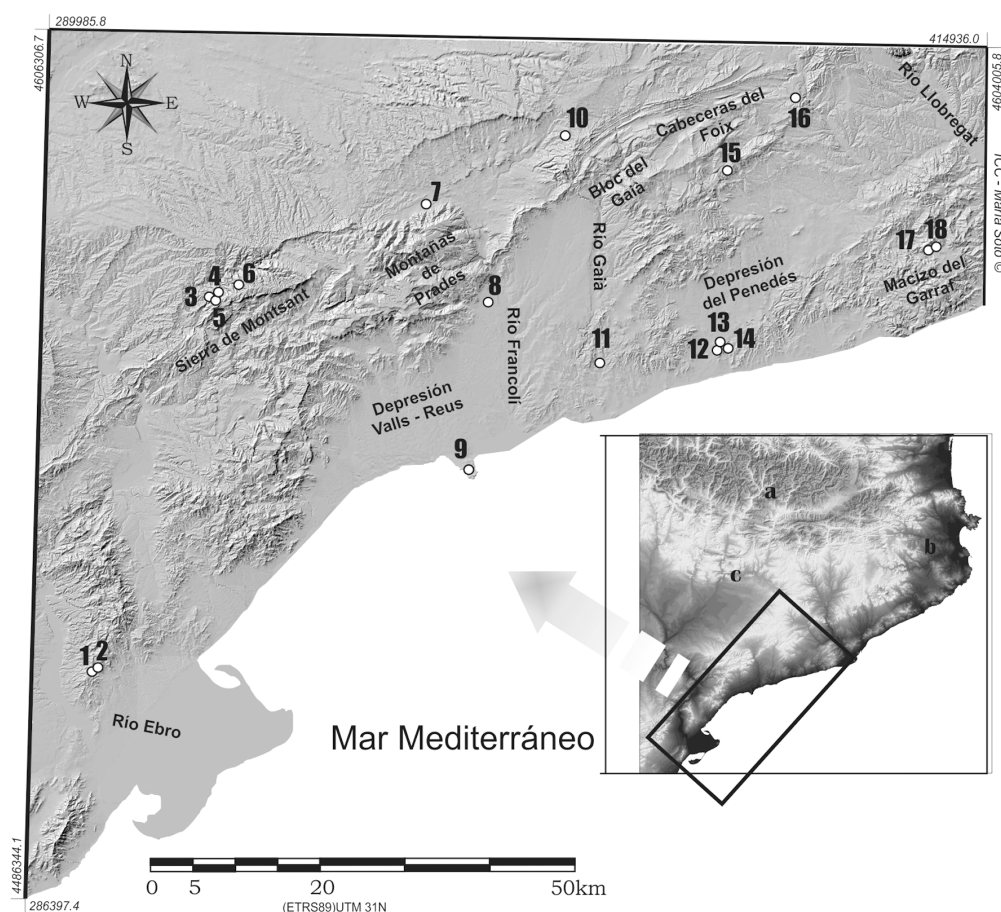 289985.8
414936.0
4606306.7
4604005.8
N
W
E
S
Río Llobregat
Cabeceras del
Foix
16
10
15
Bloc del
Gaià
7
Río Gaià
17
18
Macizo del
Garraf
Montañas
de
Prades
Depresión
del Penedés
4
6
3
5
Sierra de Montsant
8
Río Francolí
11
13
12
14
Depresión
Valls - Reus
9
a
b
c
1
2
Río Ebro
Mar Mediterráneo
4486344.1
286397.4
0
5
20
50km
(ETRS89)UTM 31N